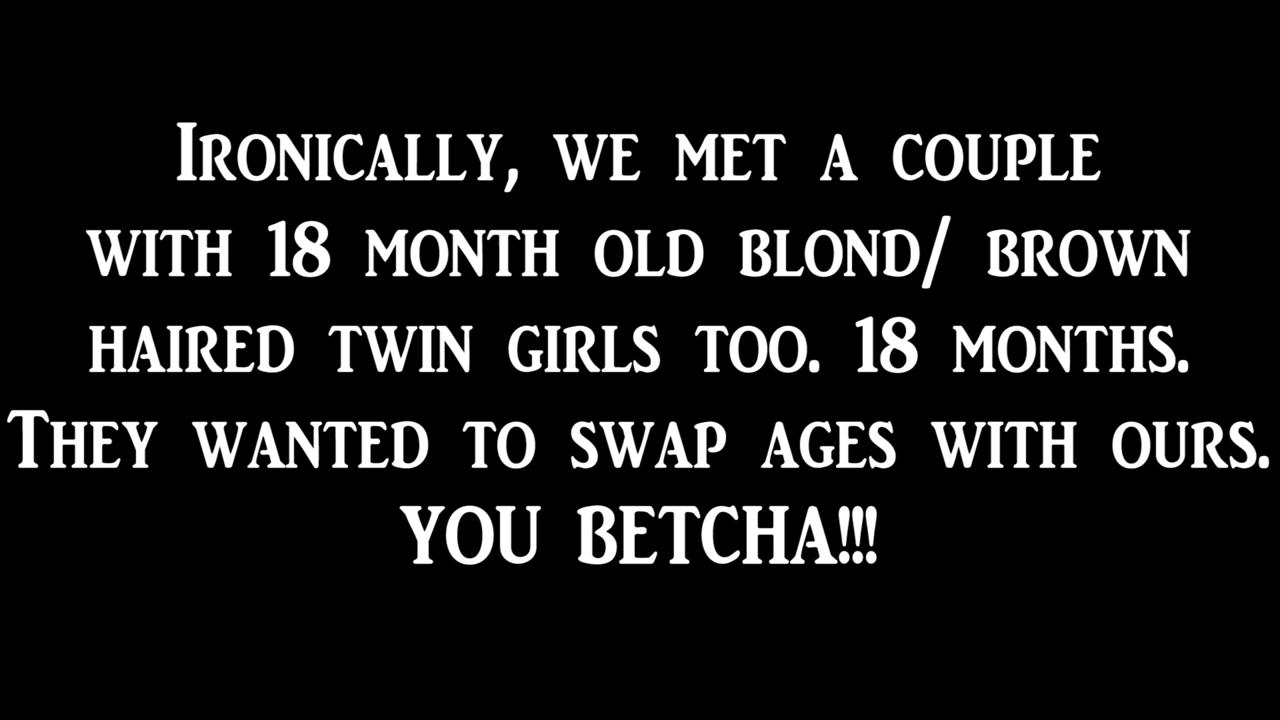 Ironically, we met a couple
with 18 month old blond/ brown
haired twin girls too. 18 months.
They wanted to swap ages with ours.
YOU BETCHA!!!